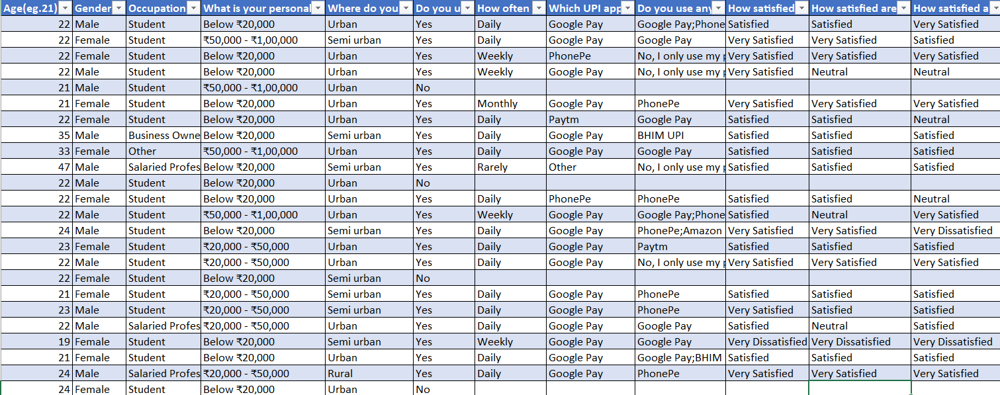 Age(eg.21) Gender Occupation What is your personal Where do you Do you u How often Which UPI app Do you use any How satisfied How satisfied are How satisfied a
22 Male Student Below ₹20,000 Urban Yes Daily Google Pay Google Pay;Phone Satisfied Satisfied Very Satisfied
22 Female Student ₹50,000 - ₹1,00,000 Semi urban Yes Daily Google Pay Google Pay Very Satisfied Very Satisfied Satisfied
22 Female Student Below ₹20,000 Urban Yes Weekly PhonePe No, I only use my p Very Satisfied Very Satisfied Very Satisfied
22 Male Student Below ₹20,000 Urban Yes Weekly Google Pay No, I only use my p Very Satisfied Neutral Neutral
21 Male Student ₹50,000 - ₹1,00,000 Urban No
21 Female Student Below ₹20,000 Urban Yes Monthly Google Pay PhonePe Very Satisfied Very Satisfied Very Satisfied
22 Female Student Below ₹20,000 Urban Yes Daily Paytm Google Pay Satisfied Satisfied Neutral
35 Male Business Owne Below ₹20,000 Semi urban Yes Daily Google Pay BHIM UPI Satisfied Satisfied Satisfied
33 Female Other ₹50,000 - ₹1,00,000 Urban Yes Daily Google Pay Google Pay Satisfied Satisfied Satisfied
47 Male Salaried Profes Below ₹20,000 Semi urban Yes Rarely Other No, I only use my p Satisfied Satisfied Satisfied
22 Male Student Below ₹20,000 Urban No
22 Female Student Below ₹20,000 Urban Yes Daily PhonePe PhonePe Satisfied Satisfied Neutral
22 Male Student ₹50,000 - ₹1,00,000 Urban Yes Weekly Google Pay Google Pay;Phone Satisfied Neutral Very Satisfied
24 Male Student Below ₹20,000 Semi urban Yes Daily Google Pay PhonePe;Amazon Very Satisfied Very Satisfied Very Dissatisfied
23 Female Student ₹20,000 - ₹50,000 Urban Yes Daily Google Pay Paytm Satisfied Satisfied Satisfied
22 Male Student ₹20,000 - ₹50,000 Urban Yes Daily Google Pay No, I only use my p Very Satisfied Very Satisfied Very Satisfied
22 Female Student Below ₹20,000 Semi urban No
21 Female Student ₹20,000 - ₹50,000 Semi urban Yes Daily Google Pay PhonePe Satisfied Satisfied Satisfied
23 Male Student ₹20,000 - ₹50,000 Semi urban Yes Daily Google Pay PhonePe Very Satisfied Satisfied Satisfied
22 Male Salaried Profes ₹20,000 - ₹50,000 Urban Yes Daily Google Pay Google Pay Satisfied Neutral Satisfied
19 Female Student Below ₹20,000 Semi urban Yes Weekly Google Pay Google Pay Very Dissatisfied Very Dissatisfied Very Dissatisfied
21 Female Student Below ₹20,000 Urban Yes Daily Google Pay Google Pay;BHIM Satisfied Satisfied Satisfied
24 Male Salaried Profes ₹20,000 - ₹50,000 Rural Yes Daily Google Pay PhonePe Very Satisfied Very Satisfied Very Satisfied
24 Female Student Below ₹20,000 Urban No